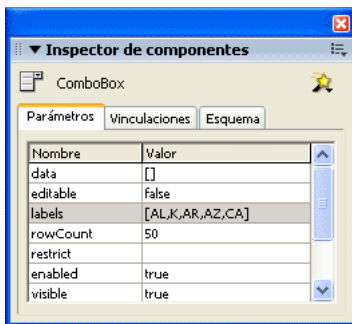 Inspector de componentes
ComboBox
Parámetros Vinculaciones Esquema
Nombre Valor
data []
editable false
labels [AL,K,AR,AZ,CA]
rowCount 50
restrict
enabled true
visible true